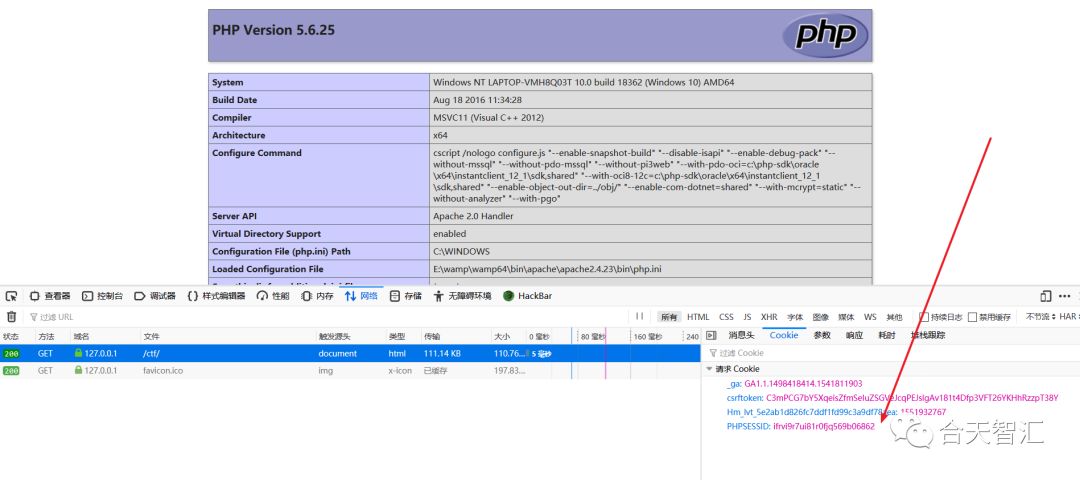 PHP Version 5.6.25
php
System Windows NT LAPTOP-VMH8Q03T 10.0 build 18362 (Windows 10) AMD64
Build Date Aug 18 2016 11:34:28
Compiler MSVC11 (Visual C++ 2012)
Architecture x64
Configure Command cscript /nologo configure.js "--enable-snapshot-build" "--disable-isapi" "--enable-debug-pack" "--
without-mssql" "--without-pdo-mssql" "--without-pi3web" "--with-pdo-oci=c:\php-sdk\oracle
\x64\instantclient_12_1\sdk,shared" "--with-oci8-12c=c:\php-sdk\oracle\x64\instantclient_12_1
\sdk,shared" "--enable-object-out-dir=../obj/" "--enable-com-dotnet=shared" "--with-mcrypt=static" "--
without-analyzer" "--with-pgo"
Server API Apache 2.0 Handler
Virtual Directory Support enabled
Configuration File (php.ini) Path C:\WINDOWS
Loaded Configuration File E:\wamp\wamp64\bin\apache\apache2.4.23\bin\php.ini
查看器 控制台 调试器 {} 样式编辑器 性能 内存 网络 存储 无障碍环境 HackBar
过滤 URL
所有 HTML CSS JS XHR 字体 图像 媒体 WS 其他 持续日志 禁用缓存 不节流 HAR
状态 方法 域名 文件 触发源头 类型 传输 大小 0 毫秒 80 毫秒 160 毫秒 240
消息头 Cookie 参数 响应 耗时 堆栈跟踪
200 GET 127.0.0.1 /ctf/ document html 111.14 KB 110.76... 5 毫秒
200 GET 127.0.0.1 favicon.ico img x-icon 已缓存 197.83...
过滤 Cookie
请求 Cookie
_ga: GA1.1.1498418414.1541811903
csrftoken:
PHPSESSID: ifrvi9r7ui81r0fjq569b06862
合天智汇